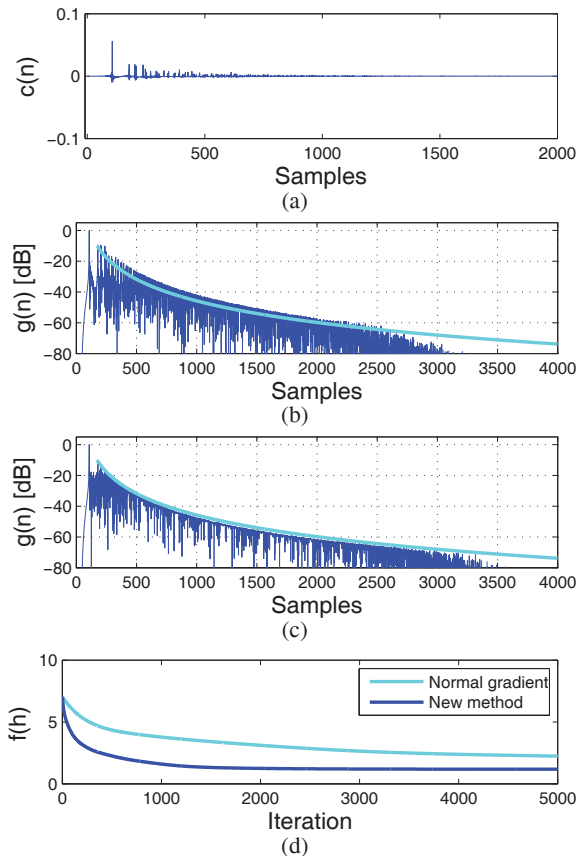 0.1
0
−0.1
c(n)
0 500 1000 1500 2000
Samples
(a)
0
−20
−40
−60
−80
g(n) [dB]
0 500 1000 1500 2000 2500 3000 3500 4000
Samples
(b)
0
−20
−40
−60
−80
g(n) [dB]
0 500 1000 1500 2000 2500 3000 3500 4000
Samples
(c)
10
5
0
f(h)
Normal gradient
New method
0 1000 2000 3000 4000 5000
Iteration
(d)